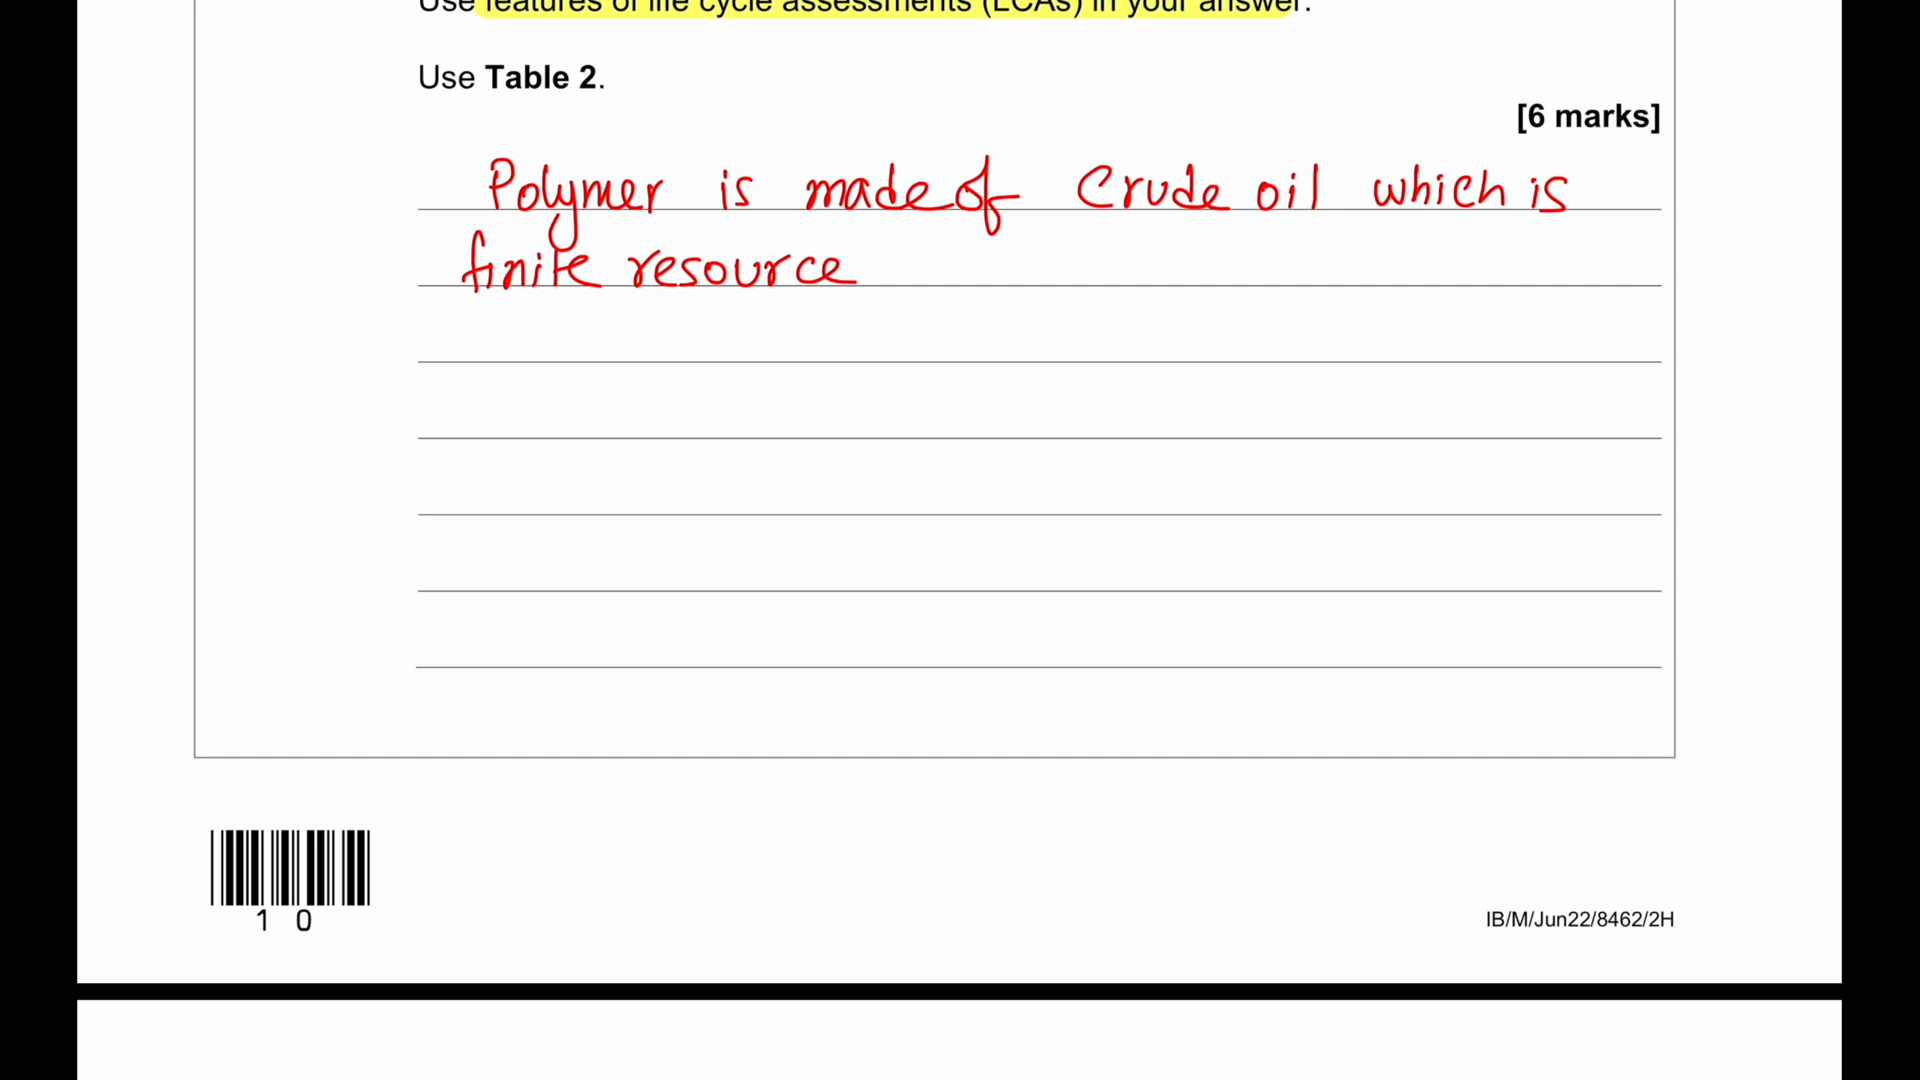 Use features of life cycle assessments (LCAs) in your answer.
Use Table 2.
[6 marks]
Polymer is made of Crude oil which is
finite resource
1 0
IB/M/Jun22/8462/2H